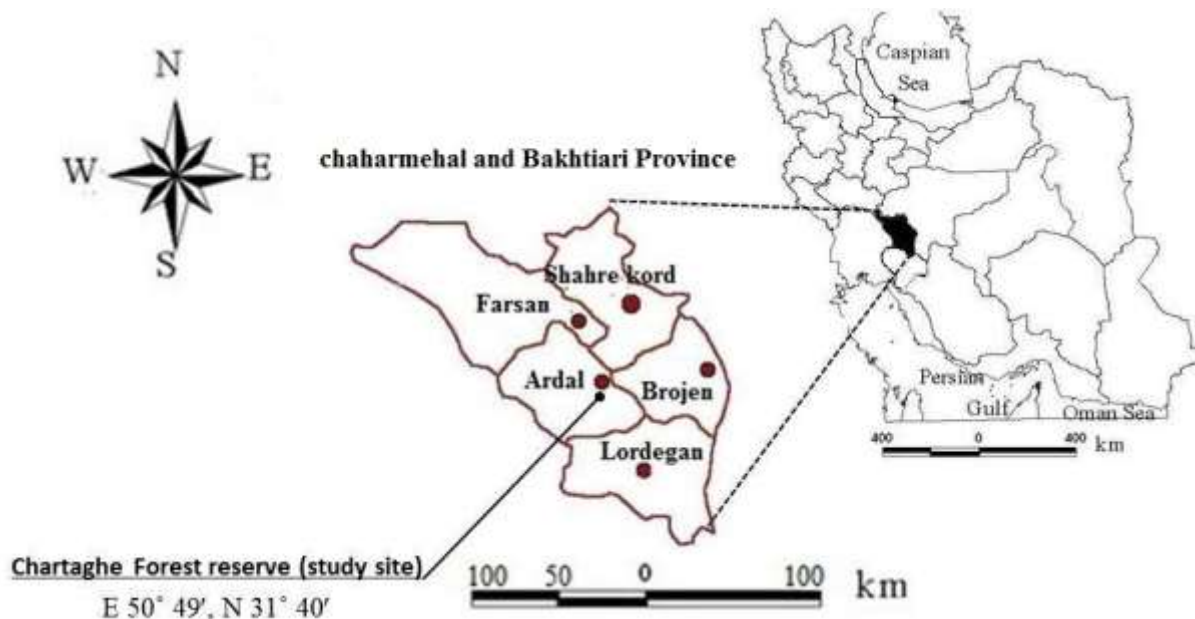 N
W E
S
chaharmehal and Bakhtiari Province
Caspian
Sea
Shahre kord
Farsan
Ardal
Brojen
Lordegan
Persian
Gulf
Oman Sea
400 0 400
km
Chartaghe Forest reserve (study site)
E 50° 49′, N 31° 40′
100 50 0 100
km